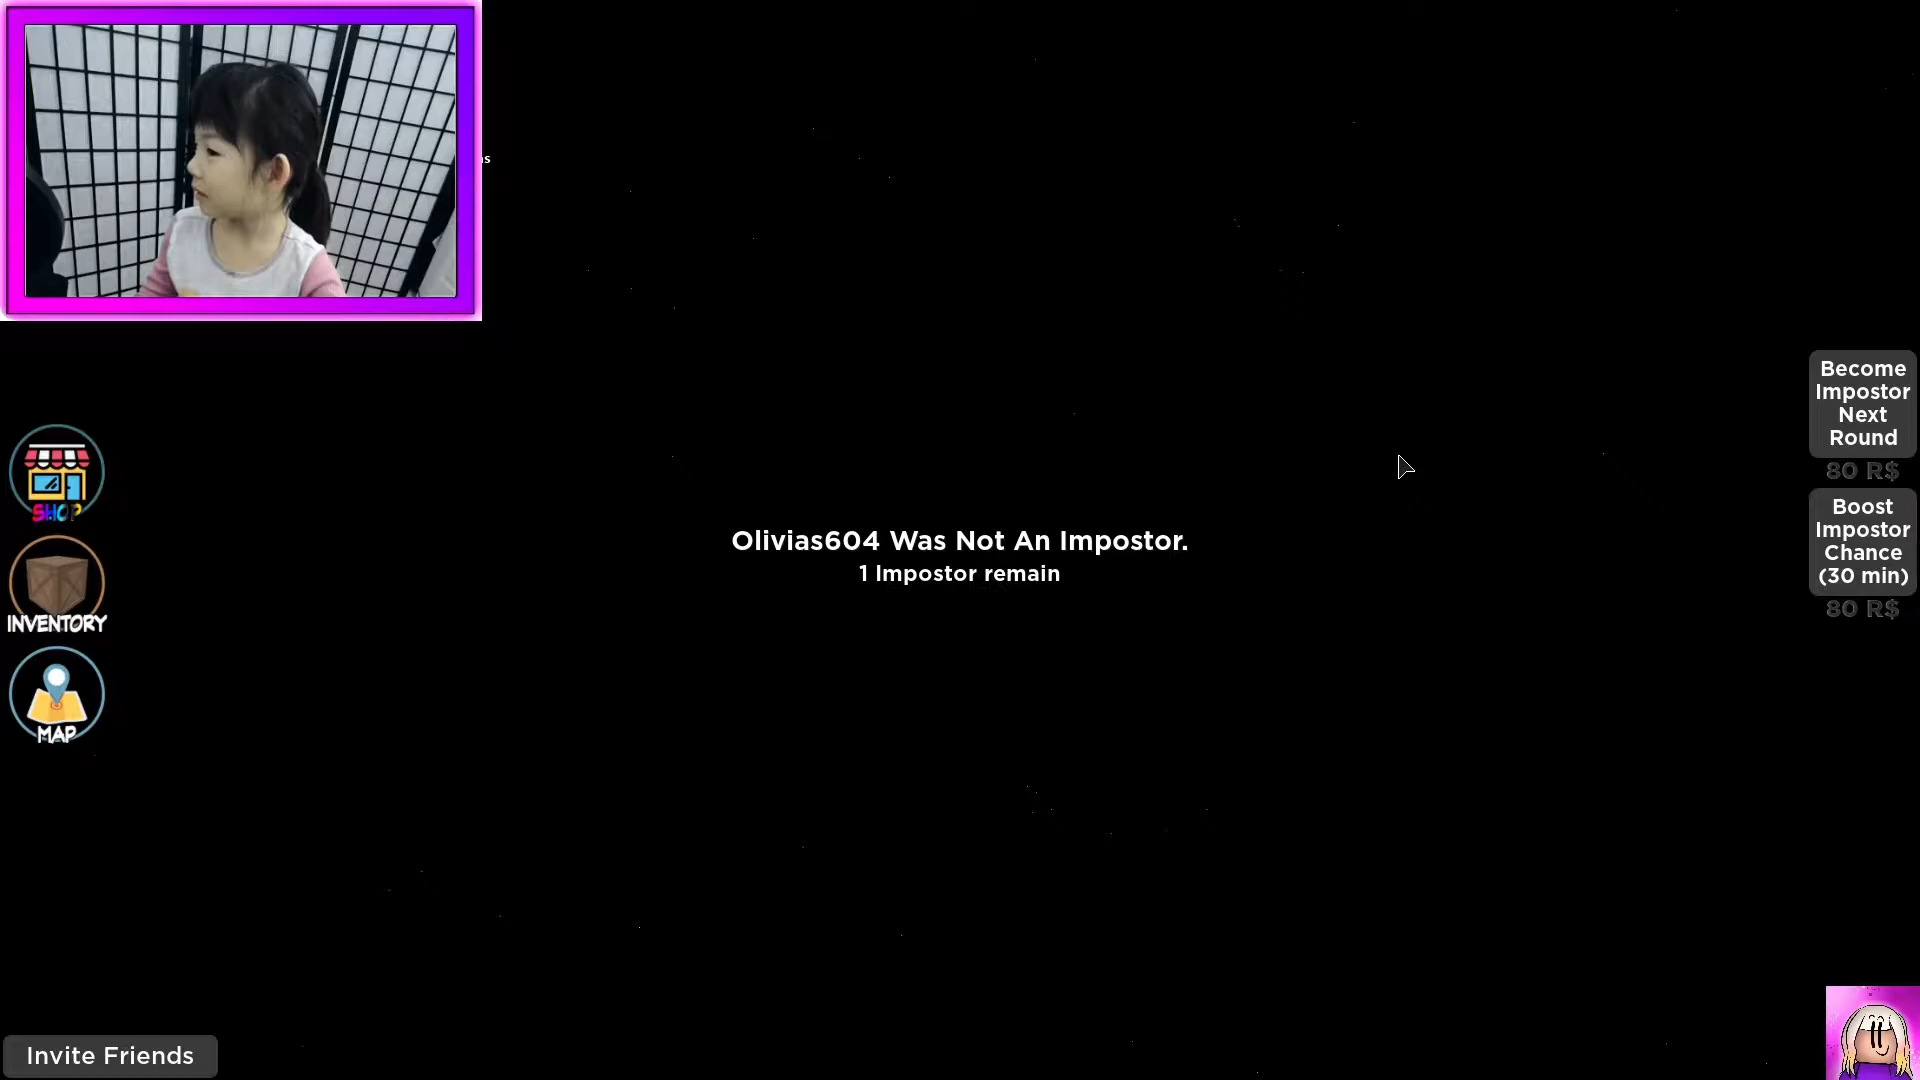 Become
Impostor
Next
Round
80 R$
SHOP
Boost
Impostor
Chance
(30 min)
80 R$
Olivias604 Was Not An Impostor.
1 Impostor remain
INVENTORY
MAP
Invite Friends